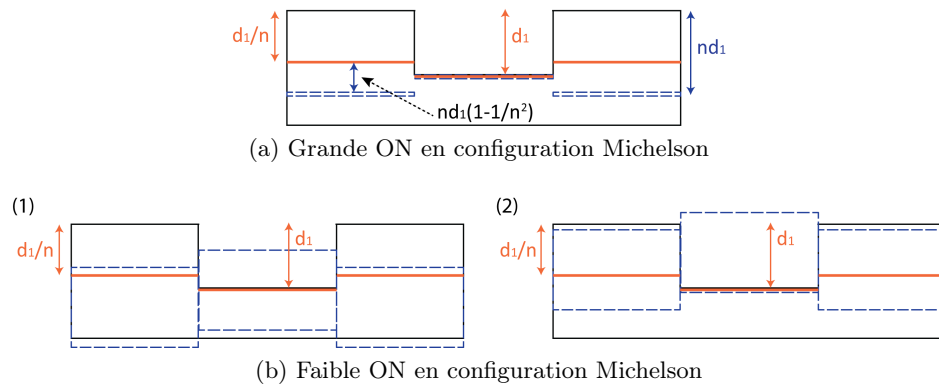 d₁/n
d₁
nd₁
nd₁(1-1/n²)
(a) Grande ON en configuration Michelson
(1)
(2)
d₁/n
d₁
d₁/n
d₁
(b) Faible ON en configuration Michelson